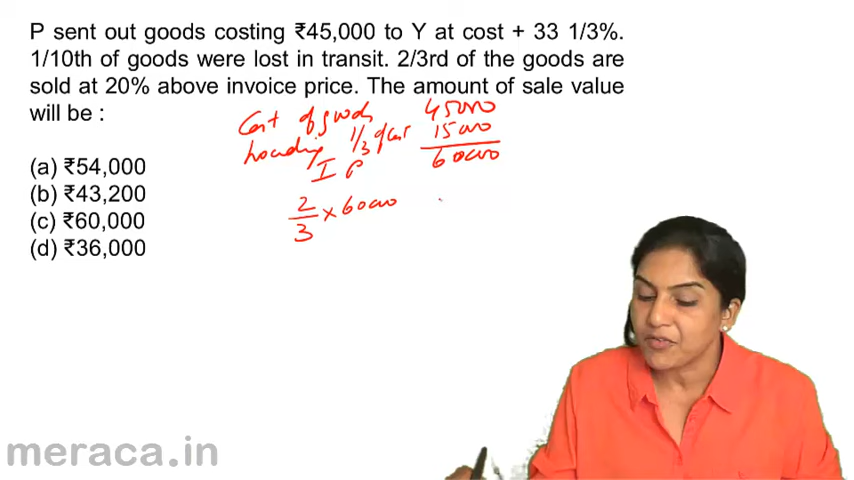 P sent out goods costing ₹45,000 to Y at cost + 33 1/3%.
1/10th of goods were lost in transit. 2/3rd of the goods are
sold at 20% above invoice price. The amount of sale value
will be :
Cost of goods 45000
Loading 1/3 of cost 15000
I P 60000
(a) ₹54,000
(b) ₹43,200
(c) ₹60,000
(d) ₹36,000
2/3 × 60000
meraca.in